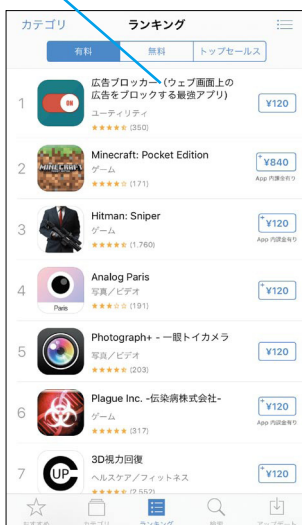 カテゴリ
ランキング
有料
無料
トップセールス
1
ON
広告ブロッカー（ウェブ画面上の
広告をブロックする最強アプリ)
ユーティリティ
★★★★★ (350)
¥120
2
MINECRAFT
Minecraft: Pocket Edition
ゲーム
★★★★☆ (171)
+ ¥840
App 内課金有り
3
Hitman: Sniper
ゲーム
★★★★★ (1,760)
+ ¥120
App 内課金有り
4
Paris
Analog Paris
写真／ビデオ
★★★☆☆ (191)
+ ¥120
5
Photograph+ - 一眼トイカメラ
写真／ビデオ
★★★★★ (203)
¥120
6
Plague Inc. -伝染病株式会社-
ゲーム
★★★★★ (317)
+ ¥120
App 内課金有り
7
UP
3D視力回復
ヘルスケア／フィットネス
★★★★★ (2,552)
+ ¥120
おすすめ
カテゴリ
ランキング
検索
アップデート